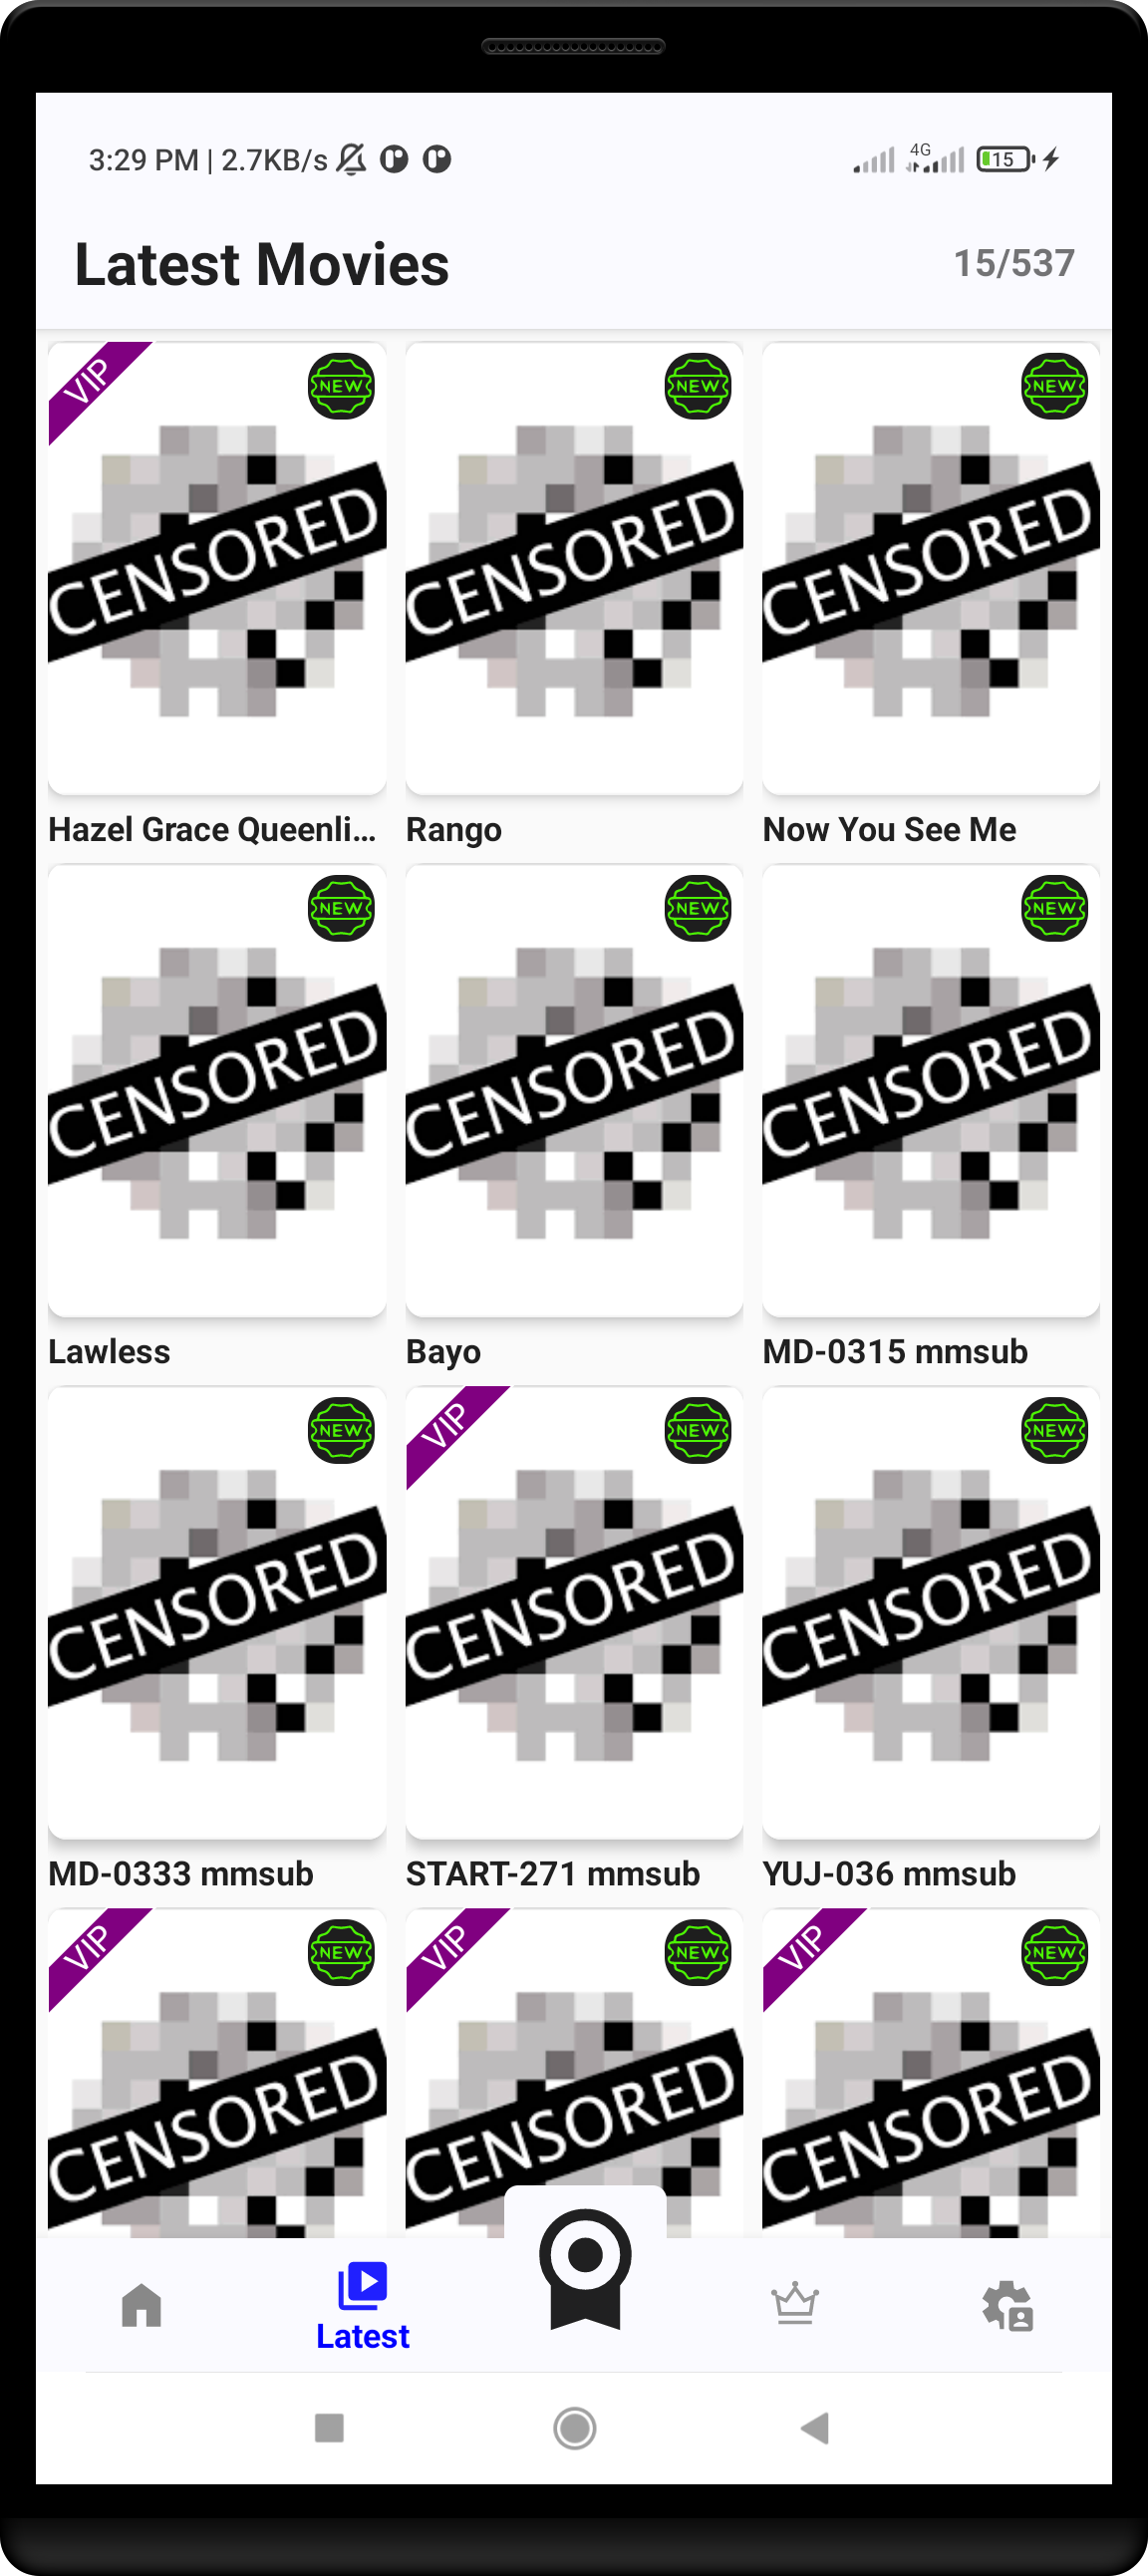 3:29 PM | 2.7KB/s
4G
15
Latest Movies
15/537
VIP
NEW
NEW
NEW
CENSORED
CENSORED
CENSORED
Hazel Grace Queenli...
Rango
Now You See Me
NEW
NEW
NEW
CENSORED
CENSORED
CENSORED
Lawless
Bayo
MD-0315 mmsub
NEW
VIP
NEW
NEW
CENSORED
CENSORED
CENSORED
MD-0333 mmsub
START-271 mmsub
YUJ-036 mmsub
VIP
NEW
VIP
NEW
VIP
NEW
CENSORED
CENSORED
CENSORED
Latest